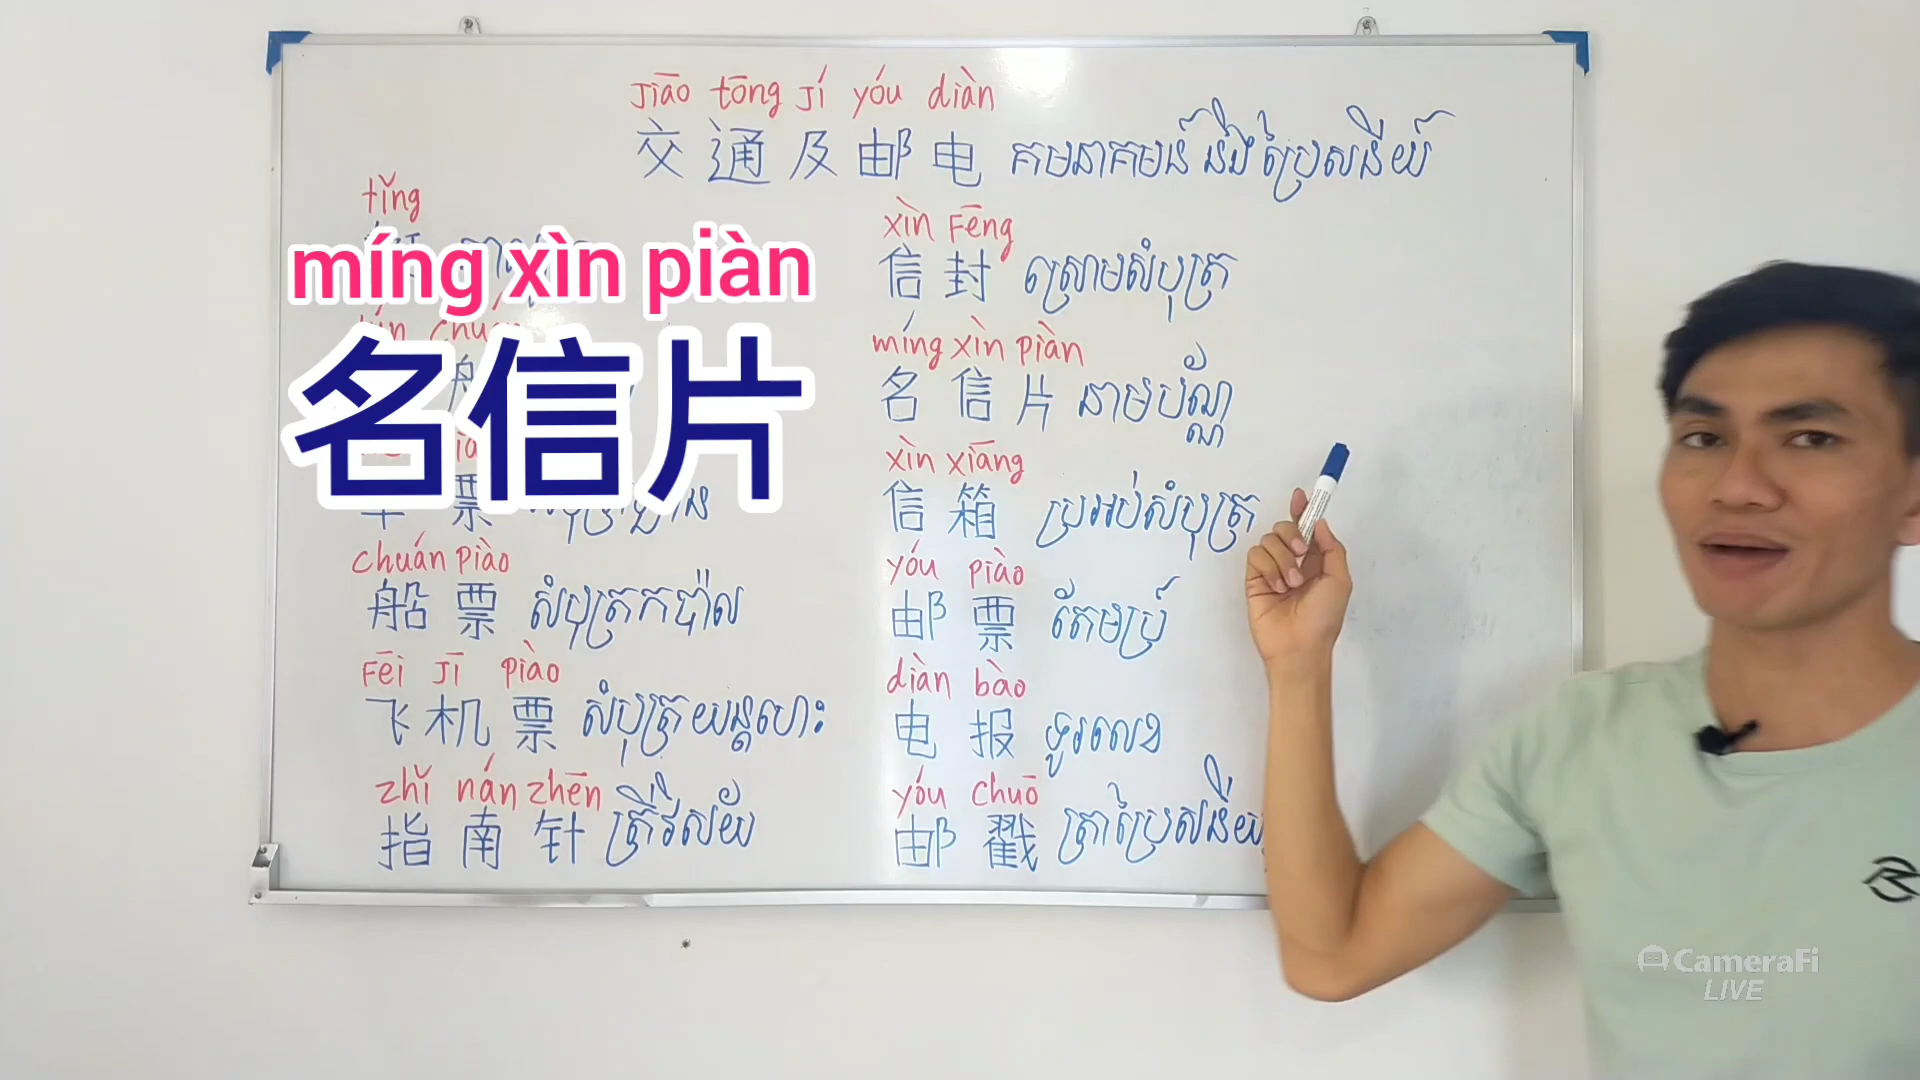 Jiāo tōng jí yóu diàn
交通及邮电 គមនាគមន៍ និង ប្រៃសនីយ៍
tǐng
míng xìn piàn
名信片
票
chuán piào
船票 សំបុត្រកប៉ាល់
Fēi jī piào
飞机票 សំបុត្រយន្តហោះ
zhǐ nán zhēn
指南针 ត្រីវិស័យ
xìn Fēng
信封 ស្រោមសំបុត្រ
míng xìn piàn
名信片 នាមប័ណ្ណ
xìn xiāng
信箱 ប្រអប់សំបុត្រ
yóu piào
邮票 តែមប្រ៍
diàn bào
电报 ទូរលេខ
yóu chuō
邮戳 ត្រាប្រៃសនីយ
CameraFi
LIVE